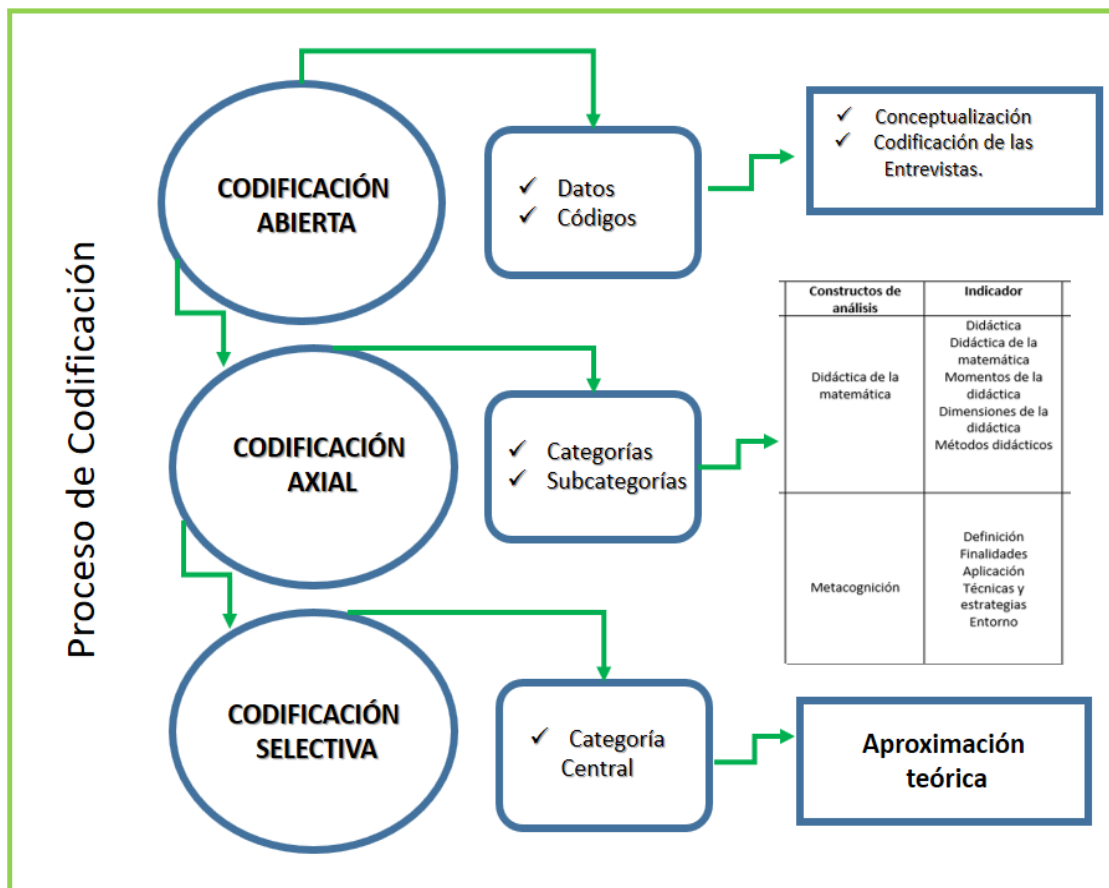 Proceso de Codificación
CODIFICACIÓN
ABIERTA
✓ Datos
✓ Códigos
✓ Conceptualización
✓ Codificación de las
Entrevistas.
CODIFICACIÓN
AXIAL
✓ Categorías
✓ Subcategorías
Constructos de
análisis
Indicador
Didáctica de la
matemática
Didáctica
Didáctica de la
matemática
Momentos de la
didáctica
Dimensiones de la
didáctica
Métodos didácticos
Metacognición
Definición
Finalidades
Aplicación
Técnicas y
estrategias
Entorno
CODIFICACIÓN
SELECTIVA
✓ Categoría
Central
Aproximación
teórica